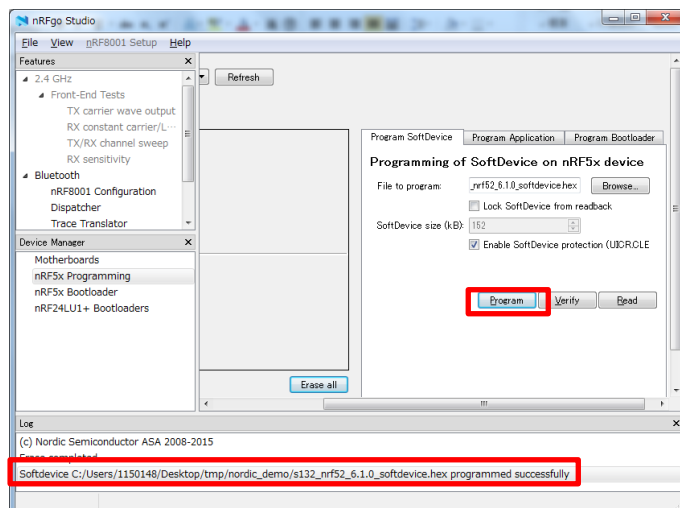 nRFgo Studio
File View nRF8001 Setup Help
Features
2.4 GHz
Front-End Tests
TX carrier wave output
RX constant carrier/L…
TX/RX channel sweep
RX sensitivity
Bluetooth
nRF8001 Configuration
Dispatcher
Trace Translator
Device Manager
Motherboards
nRF5x Programming
nRF5x Bootloader
nRF24LU1+ Bootloaders
Refresh
Erase all
Program SoftDevice Program Application Program Bootloader
Programming of SoftDevice on nRF5x device
File to program: _nrf52_6.1.0_softdevice.hex Browse...
Lock SoftDevice from readback
SoftDevice size (kB): 152
Enable SoftDevice protection (UICR.CLE
Program Verify Read
Log
(c) Nordic Semiconductor ASA 2008-2015
Erase completed
Softdevice C:/Users/1150148/Desktop/tmp/nordic_demo/s132_nrf52_6.1.0_softdevice.hex programmed successfully